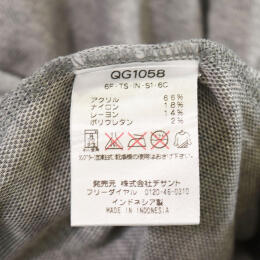 QG1058
6F-TS-IN-S1-6C
アクリル 66%
ナイロン 18%
レーヨン 14%
ポリウレタン 2%
発売元 株式会社デサント
フリーダイヤル 0120-46-0310
インドネシア製
MADE IN INDONESIA